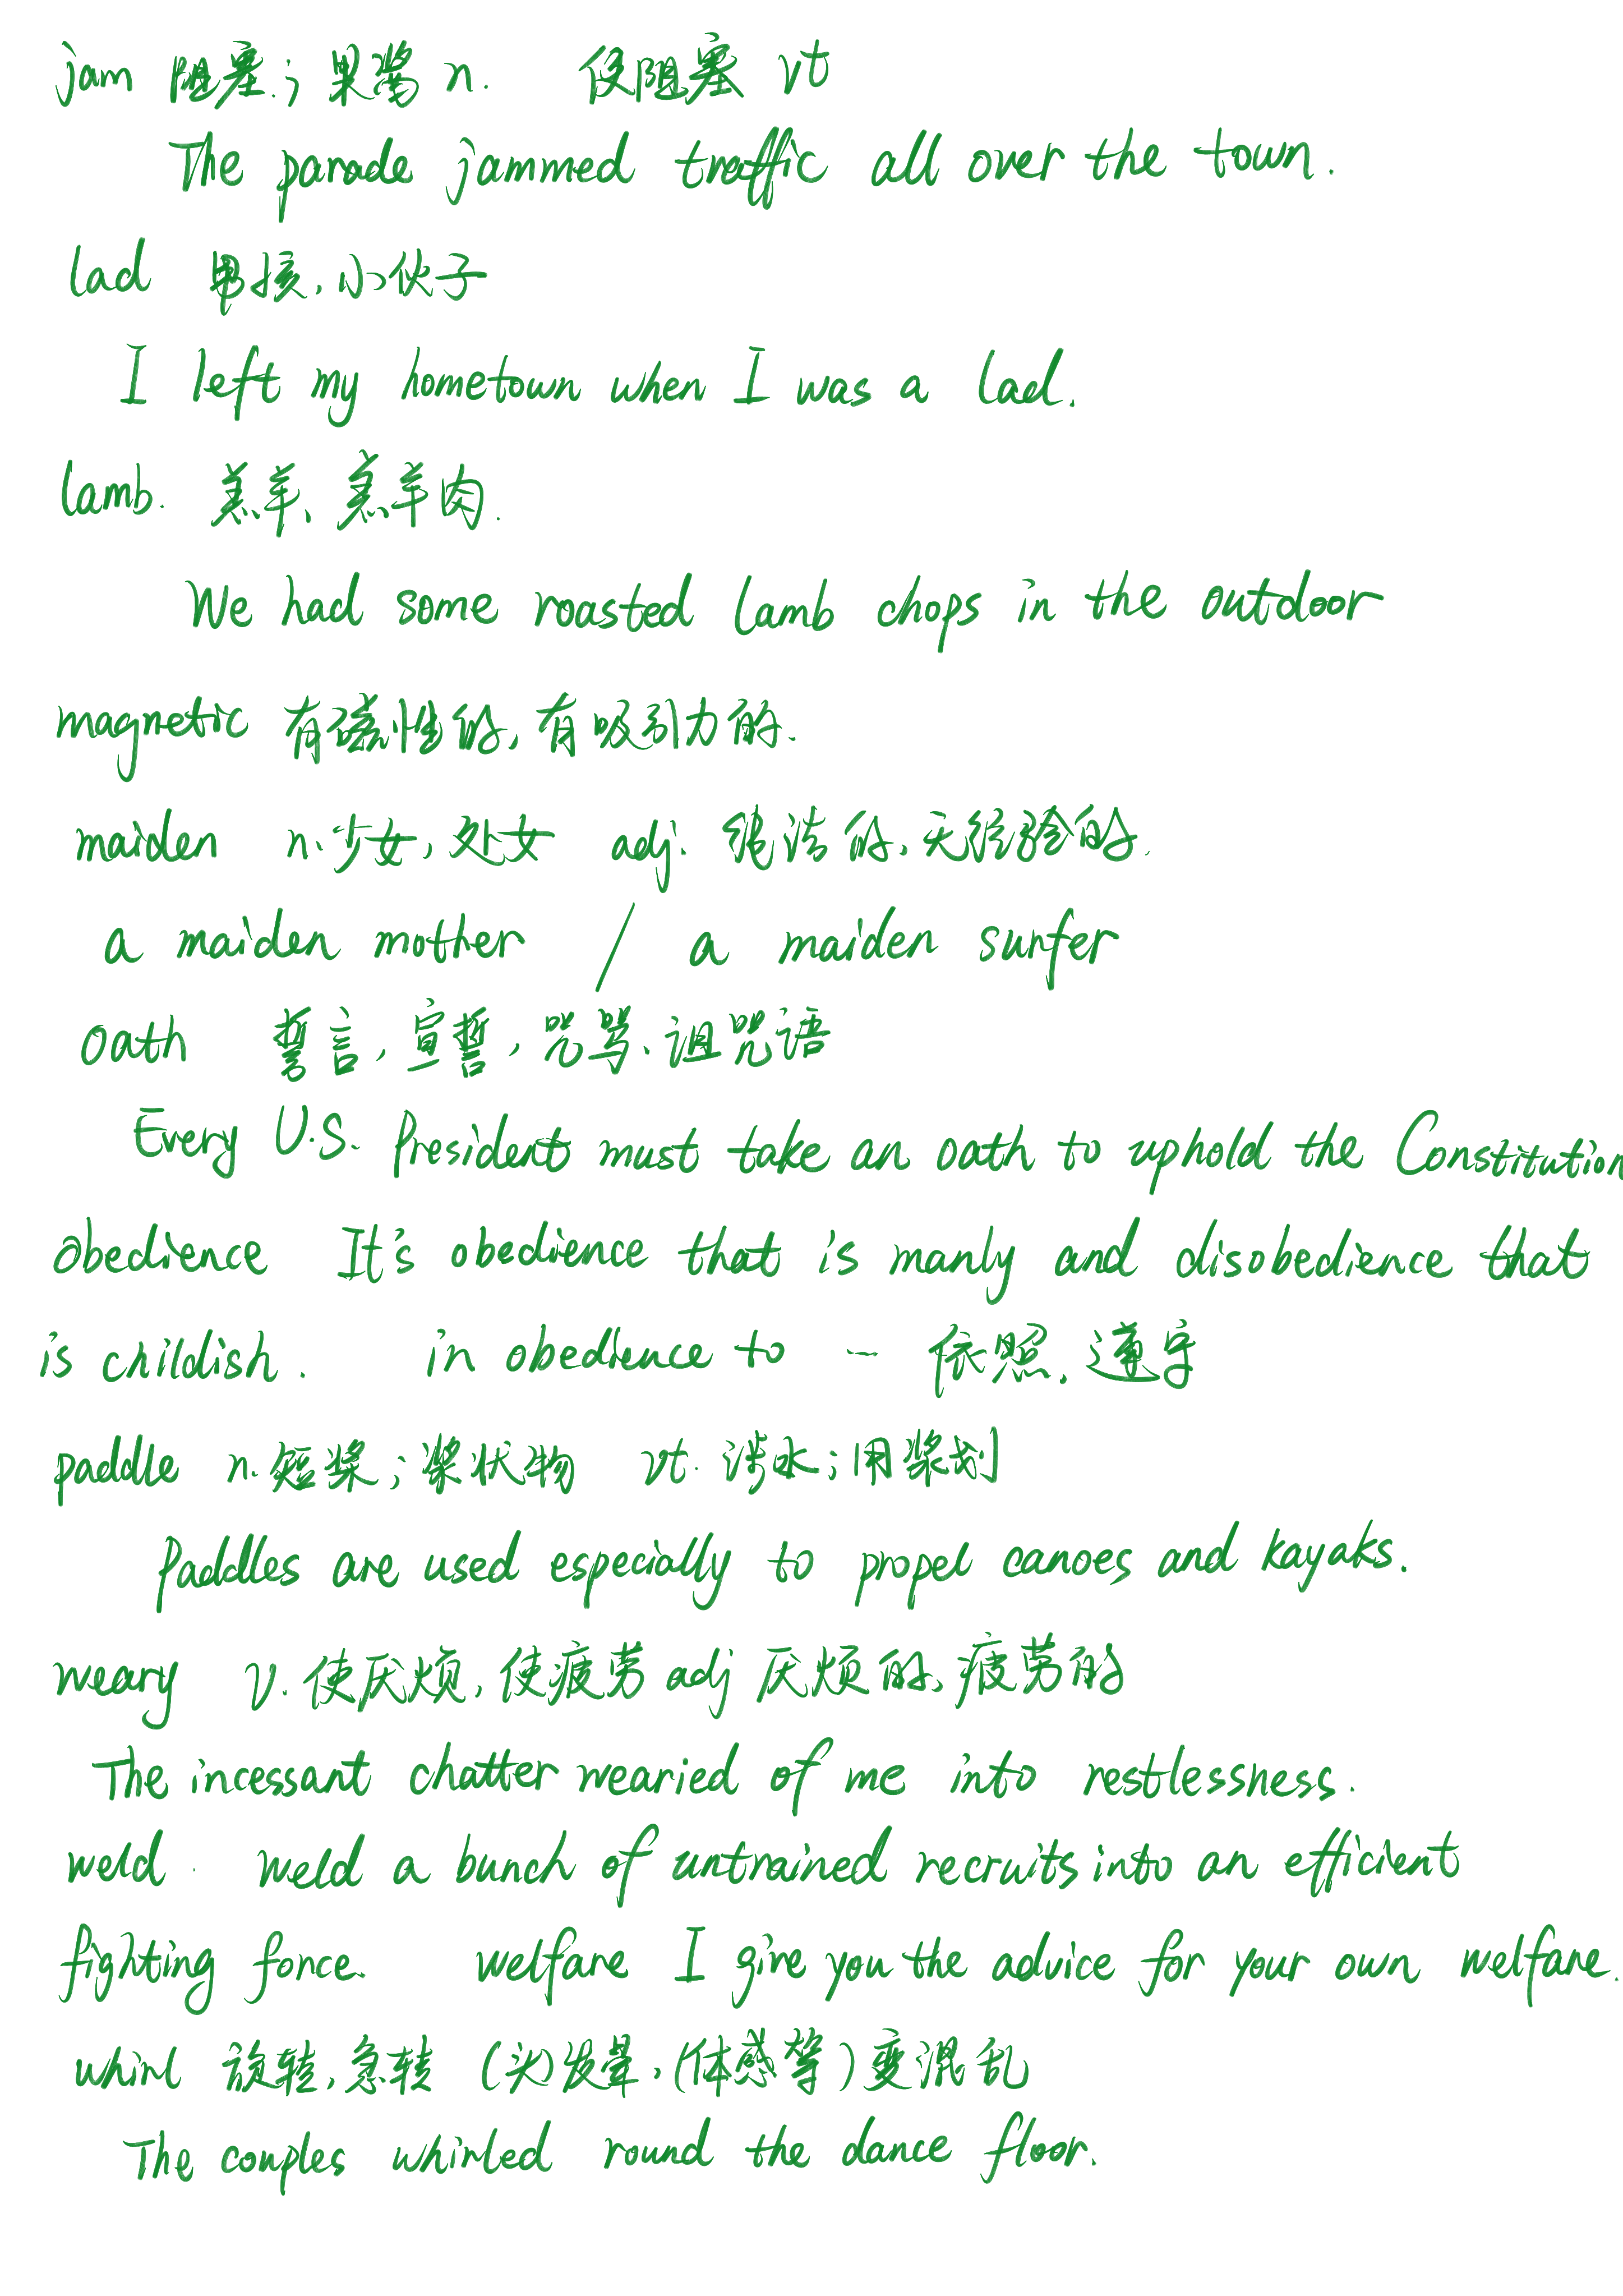 jam 阻塞；果酱 n. 使阻塞 vt
The parade jammed traffic all over the town.
lad 男孩，小伙子
I left my hometown when I was a lad.
lamb. 羔羊、羔羊肉.
We had some roasted lamb chops in the outdoor
magnetic 有磁性的，有吸引力的.
maiden n.少女，处女 adj. 纯洁的、无经验的.
a maiden mother / a maiden surfer
oath 誓言，宣誓，咒骂、诅咒语
Every U.S. President must take an oath to uphold the Constitution
obedience It's obedience that is manly and disobedience that
is childish. in obedience to … 依照，遵守
paddle n.短桨；桨状物 vt. 涉水；用桨划
Paddles are used especially to propel canoes and kayaks.
weary v.使厌烦，使疲劳 adj 厌烦的、疲劳的
The incessant chatter wearied of me into restlessness.
weld. weld a bunch of untrained recruits into an efficient
fighting force. welfare I give you the advice for your own welfare.
whirl 旋转，急转 (头)发晕，(体感等)变混乱
The couples whirled round the dance floor.